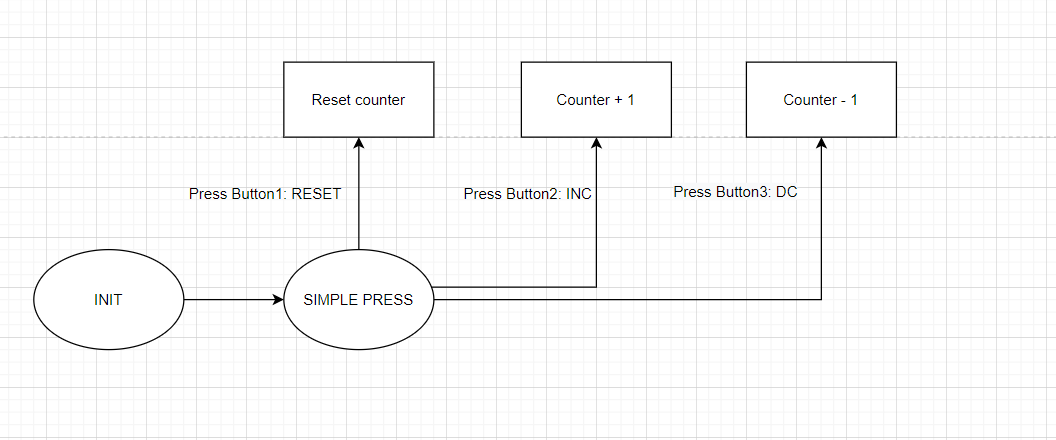 Reset counter
Counter + 1
Counter - 1
Press Button1: RESET
Press Button2: INC
Press Button3: DC
INIT
SIMPLE PRESS